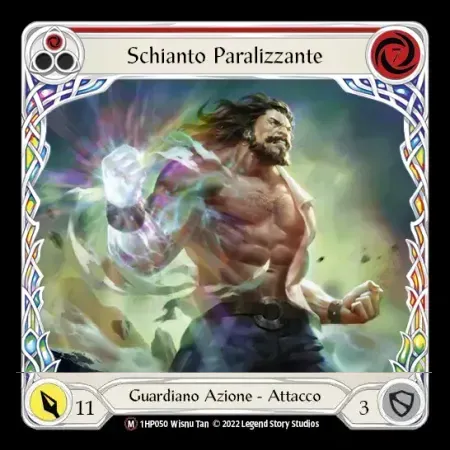 Schianto Paralizzante
11
Guardiano Azione - Attacco
3
M 1HP050 Wisnu Tan © 2022 Legend Story Studios